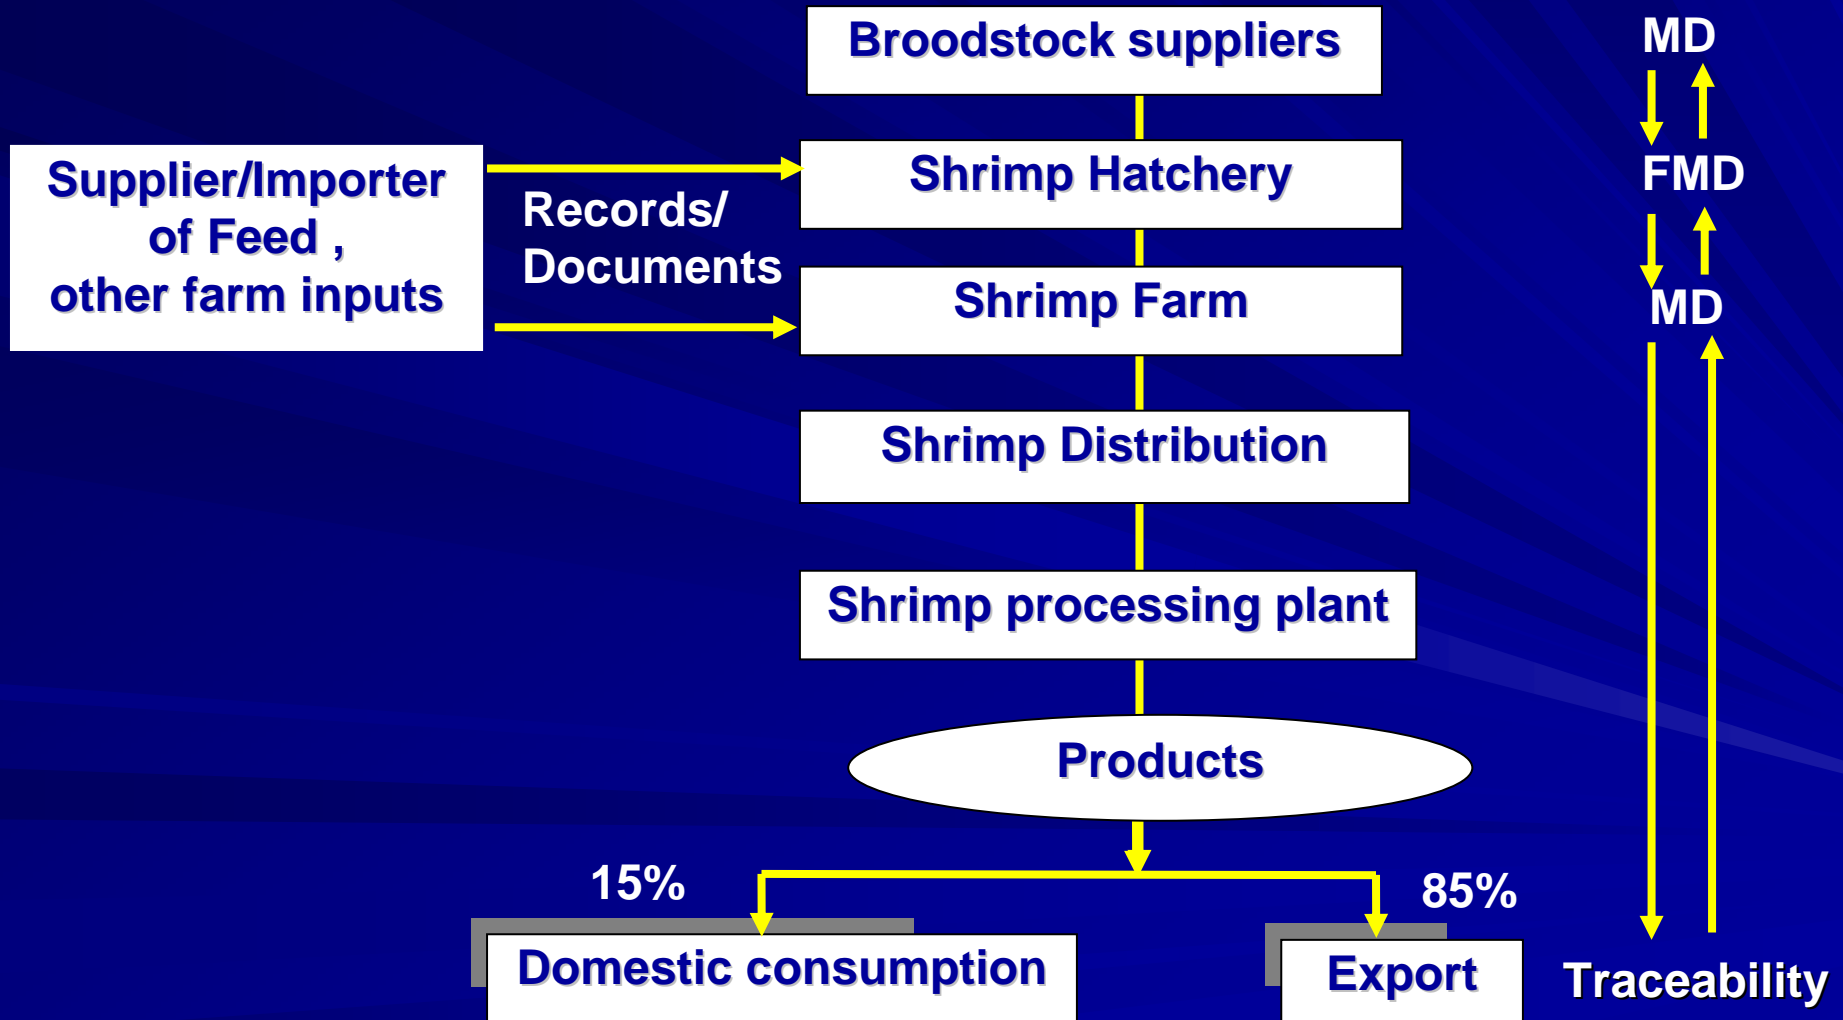 Broodstock suppliers
MD
Supplier/Importer
of Feed ,
other farm inputs
Records/
Documents
Shrimp Hatchery
FMD
Shrimp Farm
MD
Shrimp Distribution
Shrimp processing plant
Products
15%
85%
Domestic consumption
Export
Traceability